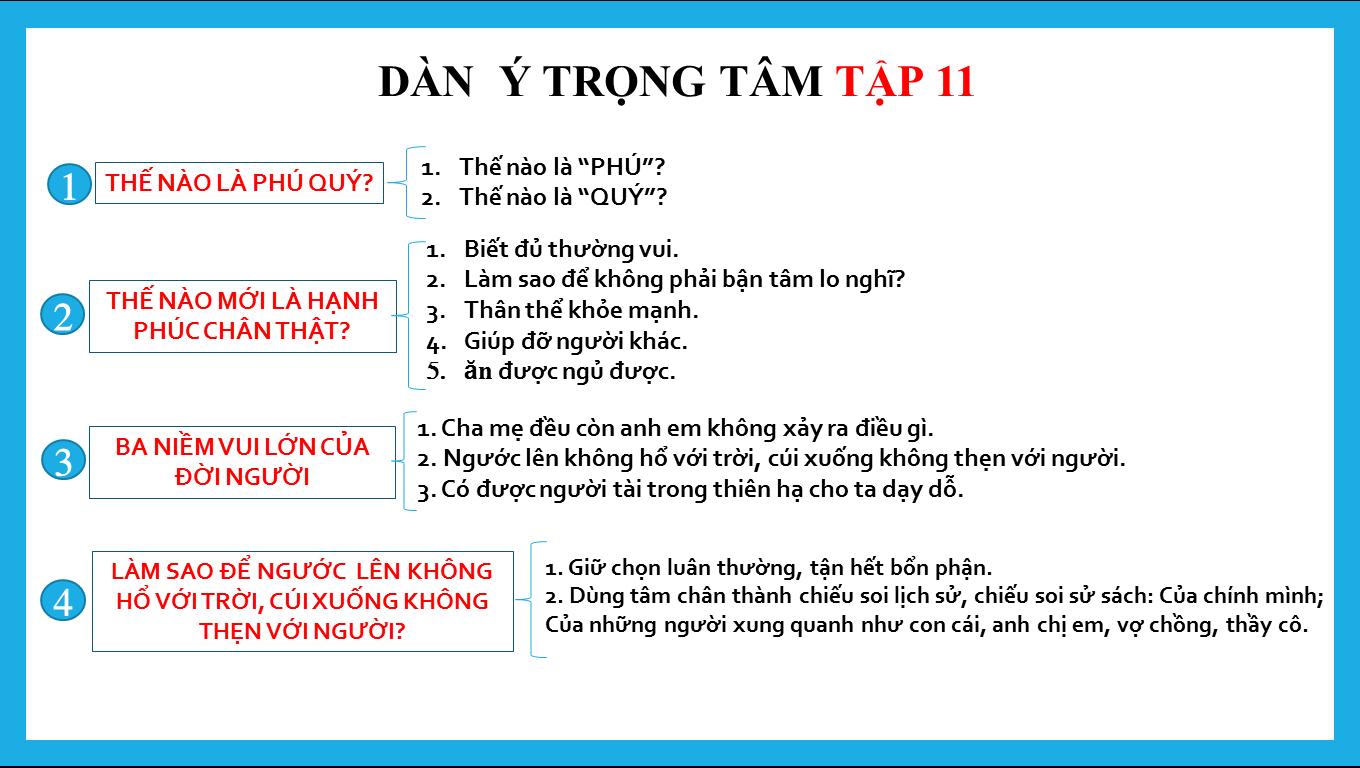 DÀN Ý TRỌNG TÂM TẬP 11
1
THẾ NÀO LÀ PHÚ QUÝ?
1. Thế nào là “PHÚ”?
2. Thế nào là “QUÝ”?
2
THẾ NÀO MỚI LÀ HẠNH
PHÚC CHÂN THẬT?
1. Biết đủ thường vui.
2. Làm sao để không phải bận tâm lo nghĩ?
3. Thân thể khỏe mạnh.
4. Giúp đỡ người khác.
5. ăn được ngủ được.
3
BA NIỀM VUI LỚN CỦA
ĐỜI NGƯỜI
1. Cha mẹ đều còn anh em không xảy ra điều gì.
2. Ngước lên không hổ với trời, cúi xuống không thẹn với người.
3. Có được người tài trong thiên hạ cho ta dạy dỗ.
4
LÀM SAO ĐỂ NGƯỚC LÊN KHÔNG
HỔ VỚI TRỜI, CÚI XUỐNG KHÔNG
THẸN VỚI NGƯỜI?
1. Giữ chọn luân thường, tận hết bổn phận.
2. Dùng tâm chân thành chiếu soi lịch sử, chiếu soi sử sách: Của chính mình;
Của những người xung quanh như con cái, anh chị em, vợ chồng, thầy cô.